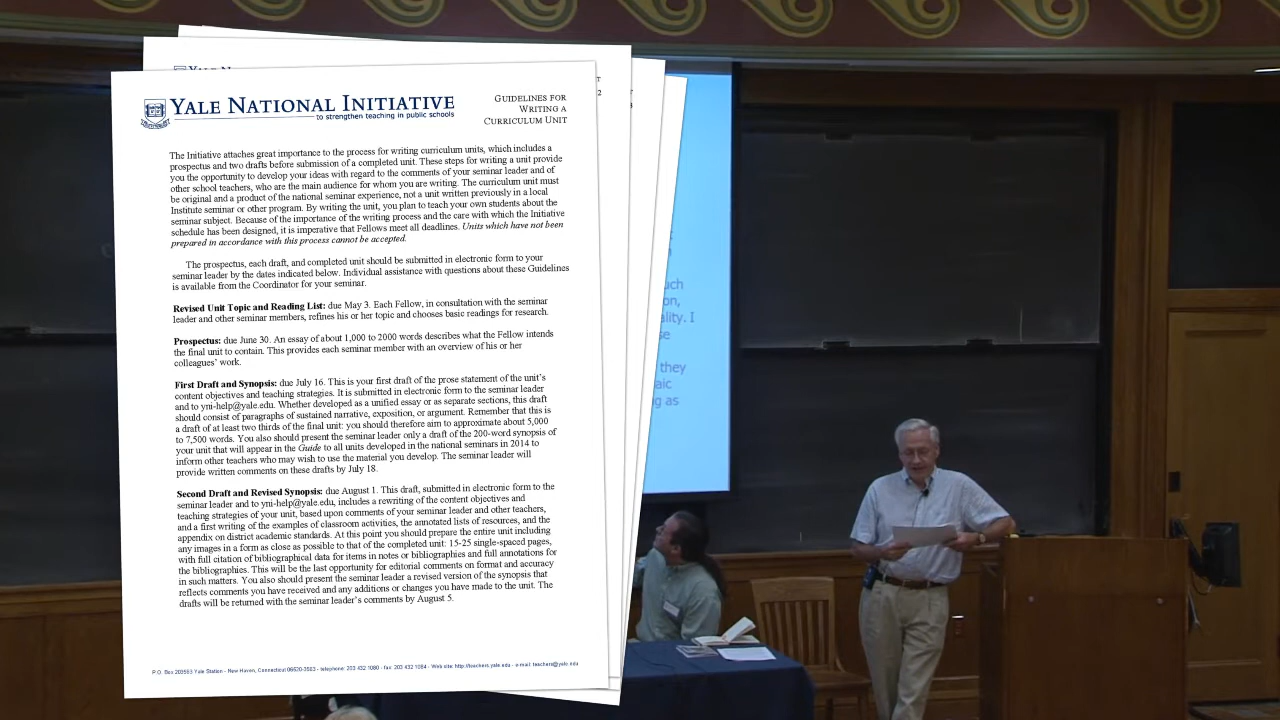 YALE NATIONAL INITIATIVE
to strengthen teaching in public schools
GUIDELINES FOR
WRITING A
CURRICULUM UNIT
The Initiative attaches great importance to the process for writing curriculum units, which includes a
prospectus and two drafts before submission of a completed unit. These steps for writing a unit provide
you the opportunity to develop your ideas with regard to the comments of your seminar leader and of
other school teachers, who are the main audience for whom you are writing. The curriculum unit must
be original and a product of the national seminar experience, not a unit written previously in a local
Institute seminar or other program. By writing the unit, you plan to teach your own students about the
seminar subject. Because of the importance of the writing process and the care with which the Initiative
schedule has been designed, it is imperative that Fellows meet all deadlines. Units which have not been
prepared in accordance with this process cannot be accepted.
The prospectus, each draft, and completed unit should be submitted in electronic form to your
seminar leader by the dates indicated below. Individual assistance with questions about these Guidelines
is available from the Coordinator for your seminar.
Revised Unit Topic and Reading List: due May 3. Each Fellow, in consultation with the seminar
leader and other seminar members, refines his or her topic and chooses basic readings for research.
Prospectus: due June 30. An essay of about 1,000 to 2000 words describes what the Fellow intends
the final unit to contain. This provides each seminar member with an overview of his or her
colleagues' work.
First Draft and Synopsis: due July 16. This is your first draft of the prose statement of the unit's
content objectives and teaching strategies. It is submitted in electronic form to the seminar leader
and to yni-help@yale.edu. Whether developed as a unified essay or as separate sections, this draft
should consist of paragraphs of sustained narrative, exposition, or argument. Remember that this is
a draft of at least two thirds of the final unit: you should therefore aim to approximate about 5,000
to 7,500 words. You also should present the seminar leader only a draft of the 200-word synopsis of
your unit that will appear in the Guide to all units developed in the national seminars in 2014 to
inform other teachers who may wish to use the material you develop. The seminar leader will
provide written comments on these drafts by July 18.
Second Draft and Revised Synopsis: due August 1. This draft, submitted in electronic form to the
seminar leader and to yni-help@yale.edu, includes a rewriting of the content objectives and
teaching strategies of your unit, based upon comments of your seminar leader and other teachers,
and a first writing of the examples of classroom activities, the annotated lists of resources, and the
appendix on district academic standards. At this point you should prepare the entire unit including
any images in a form as close as possible to that of the completed unit: 15-25 single-spaced pages,
with full citation of bibliographical data for items in notes or bibliographies and full annotations for
the bibliographies. This will be the last opportunity for editorial comments on format and accuracy
in such matters. You also should present the seminar leader a revised version of the synopsis that
reflects comments you have received and any additions or changes you have made to the unit. The
drafts will be returned with the seminar leader's comments by August 5.
P.O. Box 203563 Yale Station - New Haven, Connecticut 06520-3563 - telephone: 203 432 1080 - fax: 203 432 1084 - Web site: http://teachers.yale.edu - e-mail: teachers@yale.edu
they
as